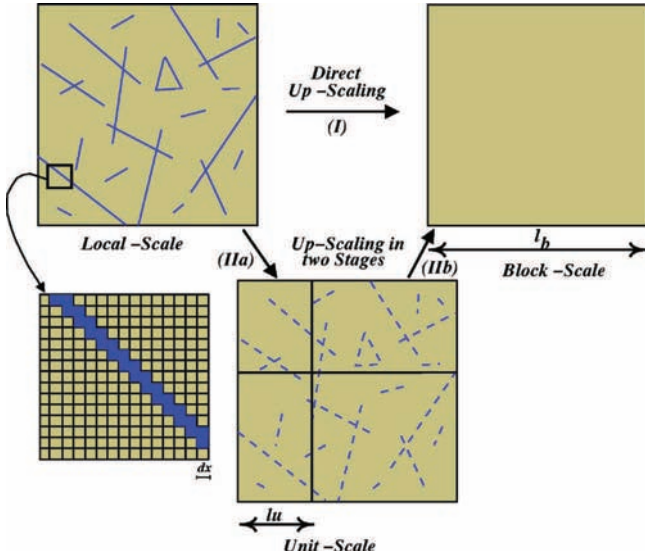 Direct
Up -Scaling
(I)
Local -Scale
(IIa)
Up-Scaling in
two Stages
(IIb)
l_b
Block -Scale
dx
lu
Unit -Scale